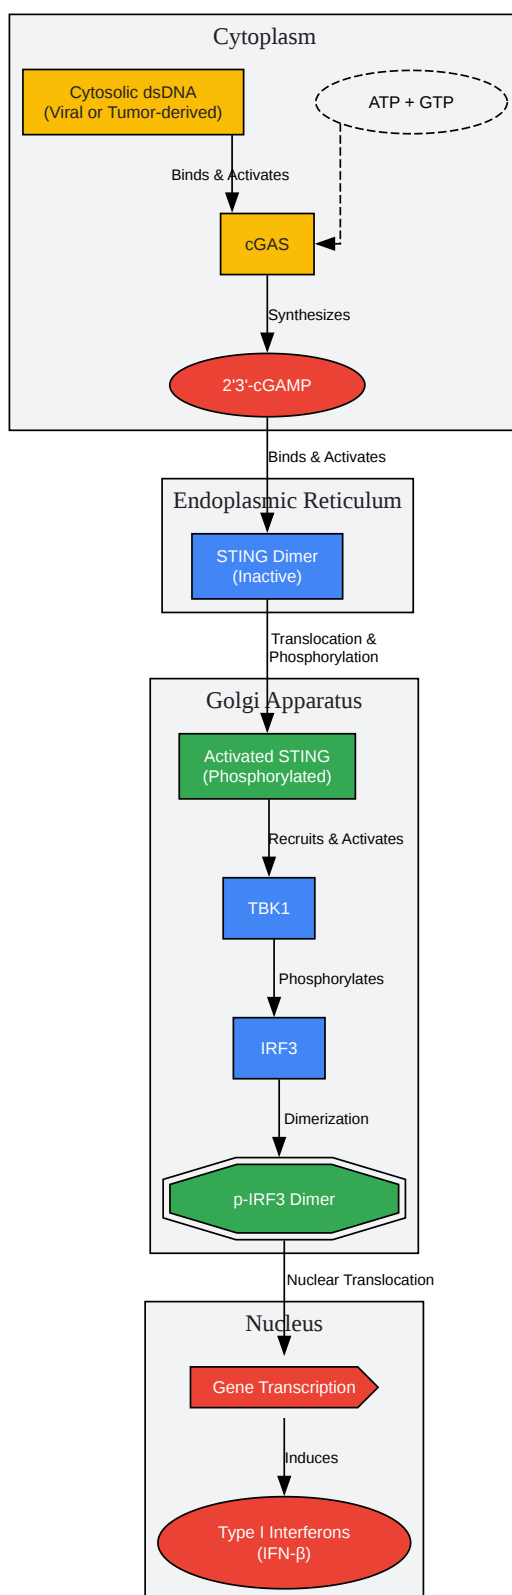 Cytoplasm
Cytosolic dsDNA
(Viral or Tumor-derived)
ATP + GTP
Binds & Activates
cGAS
Synthesizes
2'3'-cGAMP
Binds & Activates
Endoplasmic Reticulum
STING Dimer
(Inactive)
Translocation &
Phosphorylation
Golgi Apparatus
Activated STING
(Phosphorylated)
Recruits & Activates
TBK1
Phosphorylates
IRF3
Dimerization
p-IRF3 Dimer
Nuclear Translocation
Nucleus
Gene Transcription
Induces
Type I Interferons
(IFN-β)